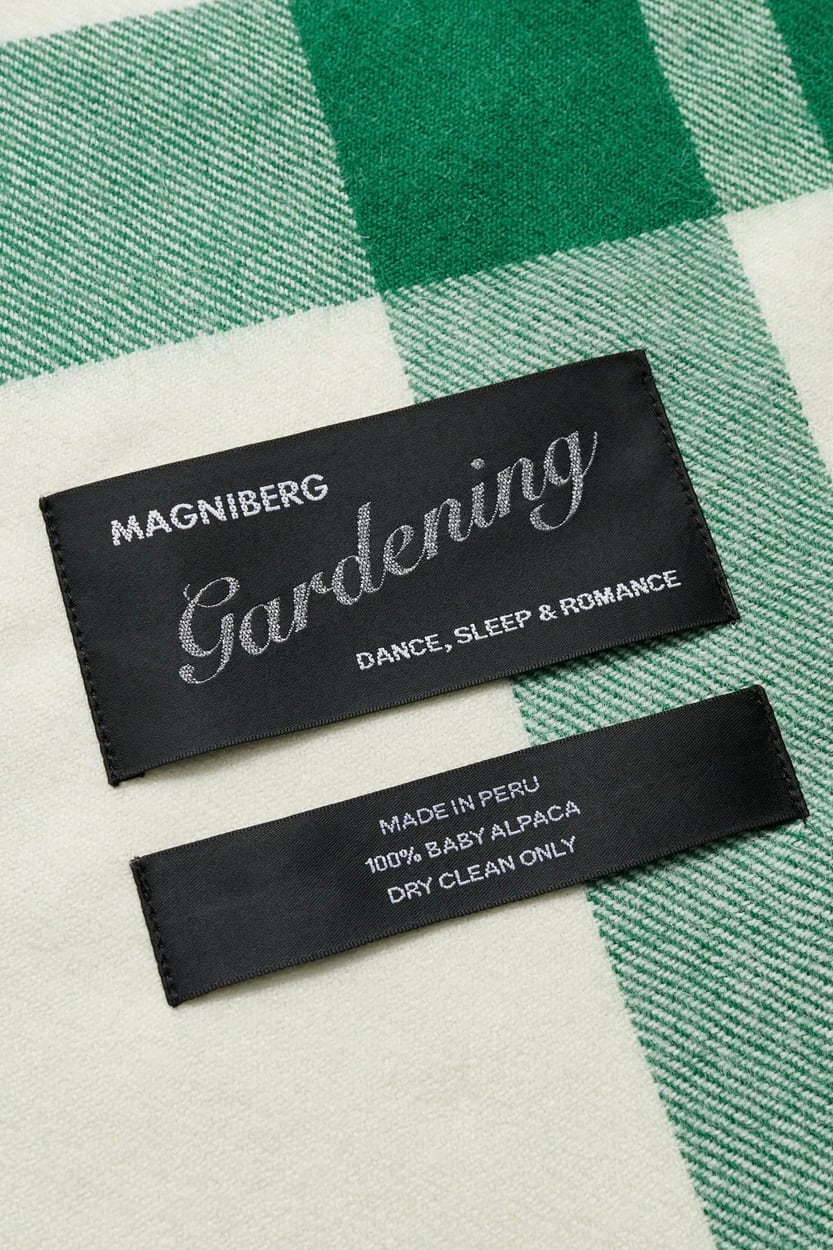 MAGNIBERG
Gardening
DANCE, SLEEP & ROMANCE
MADE IN PERU
100% BABY ALPACA
DRY CLEAN ONLY